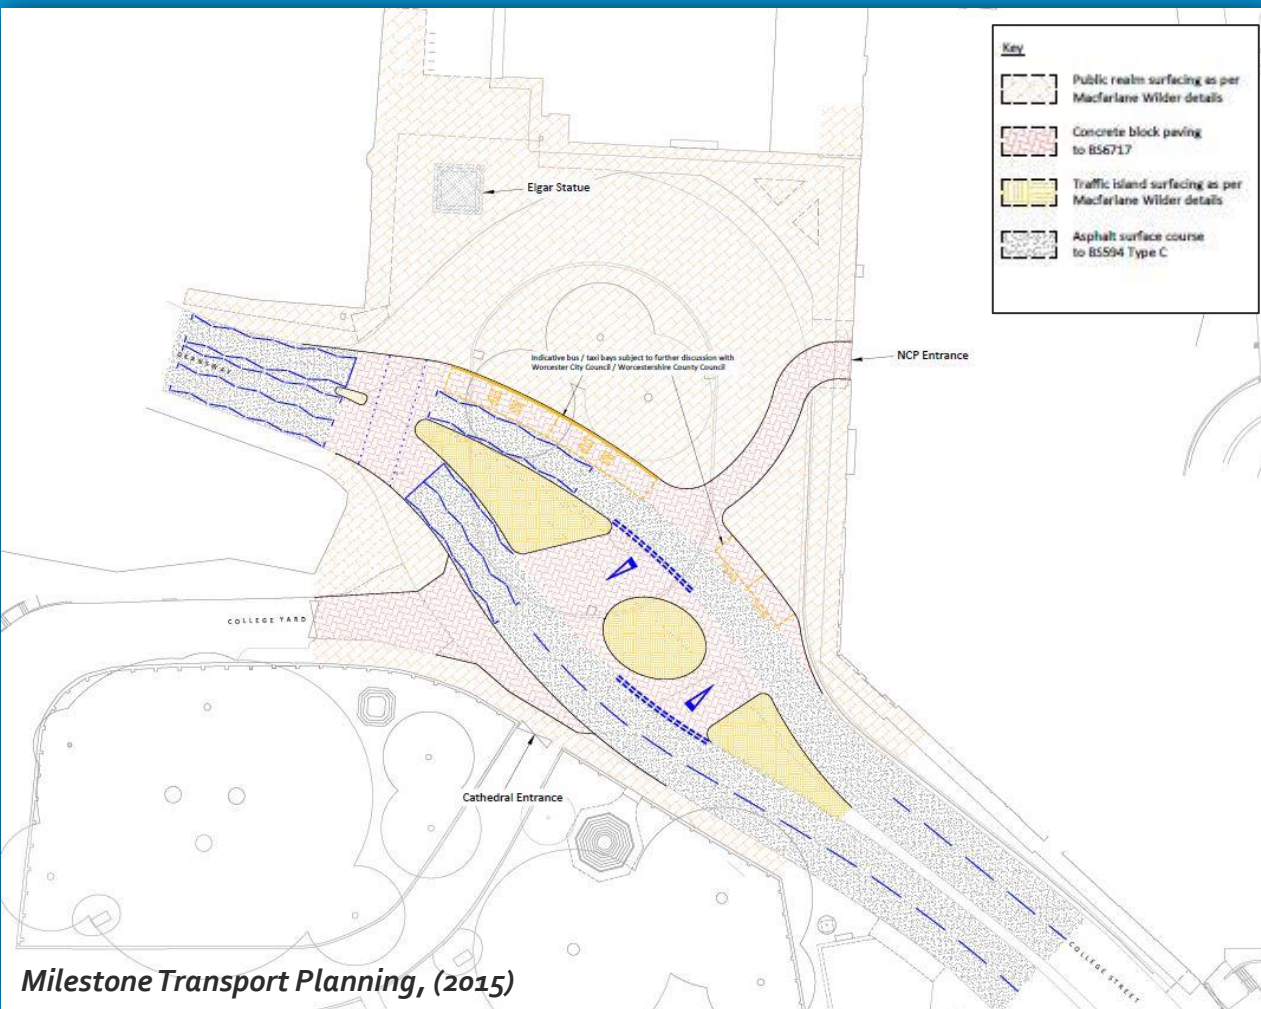 Key
Public realm surfacing as per
Macfarlane Wilder details
Concrete block paving
to BS6717
Traffic island surfacing as per
Macfarlane Wilder details
Asphalt surface course
to BS594 Type C
Elgar Statue
Indicative bus / taxi bays subject to further discussion with
Worcester City Council / Worcestershire County Council
NCP Entrance
DEANSWAY
COLLEGE YARD
Cathedral Entrance
COLLEGE STREET
Milestone Transport Planning, (2015)